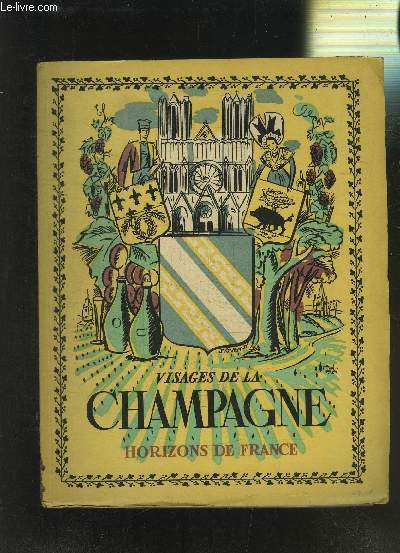 Le-livre.com
VISAGES DE LA
CHAMPAGNE
HORIZONS DE FRANCE